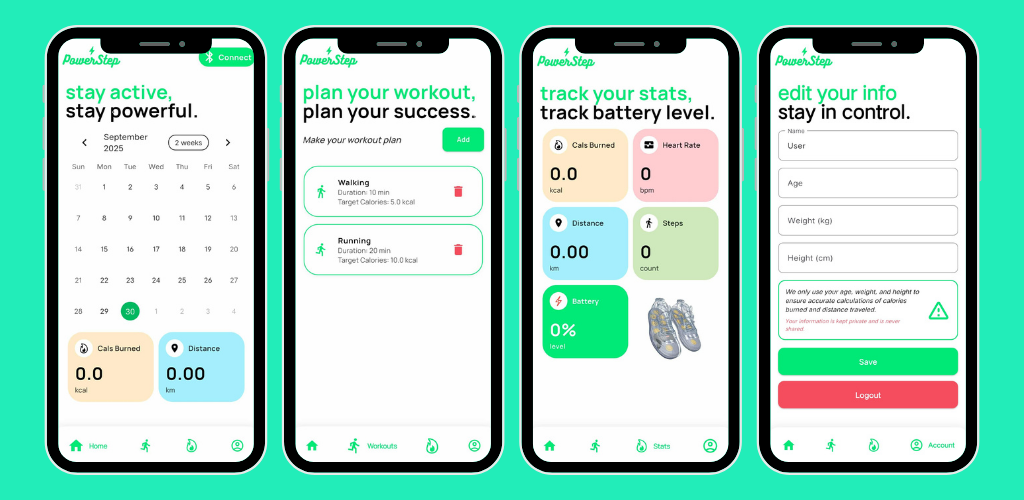 PowerStep
Connect
stay active,
stay powerful.
September
2025
2 weeks
Sun Mon Tue Wed Thu Fri Sat
31 1 2 3 4 5 6
7 8 9 10 11 12 13
14 15 16 17 18 19 20
21 22 23 24 25 26 27
28 29 30 1 2 3 4
Cals Burned
0.0
kcal
Distance
0.00
km
Home
PowerStep
plan your workout,
plan your success.
Make your workout plan
Add
Walking
Duration: 10 min
Target Calories: 5.0 kcal
Running
Duration: 20 min
Target Calories: 10.0 kcal
Workouts
PowerStep
track your stats,
track battery level.
Cals Burned
0.0
kcal
Heart Rate
0
bpm
Distance
0.00
km
Steps
0
count
Battery
0%
level
Stats
PowerStep
edit your info
stay in control.
Name
User
Age
Weight (kg)
Height (cm)
We only use your age, weight, and height to
ensure accurate calculations of calories
burned and distance traveled.
Your information is kept private and is never
shared.
Save
Logout
Account